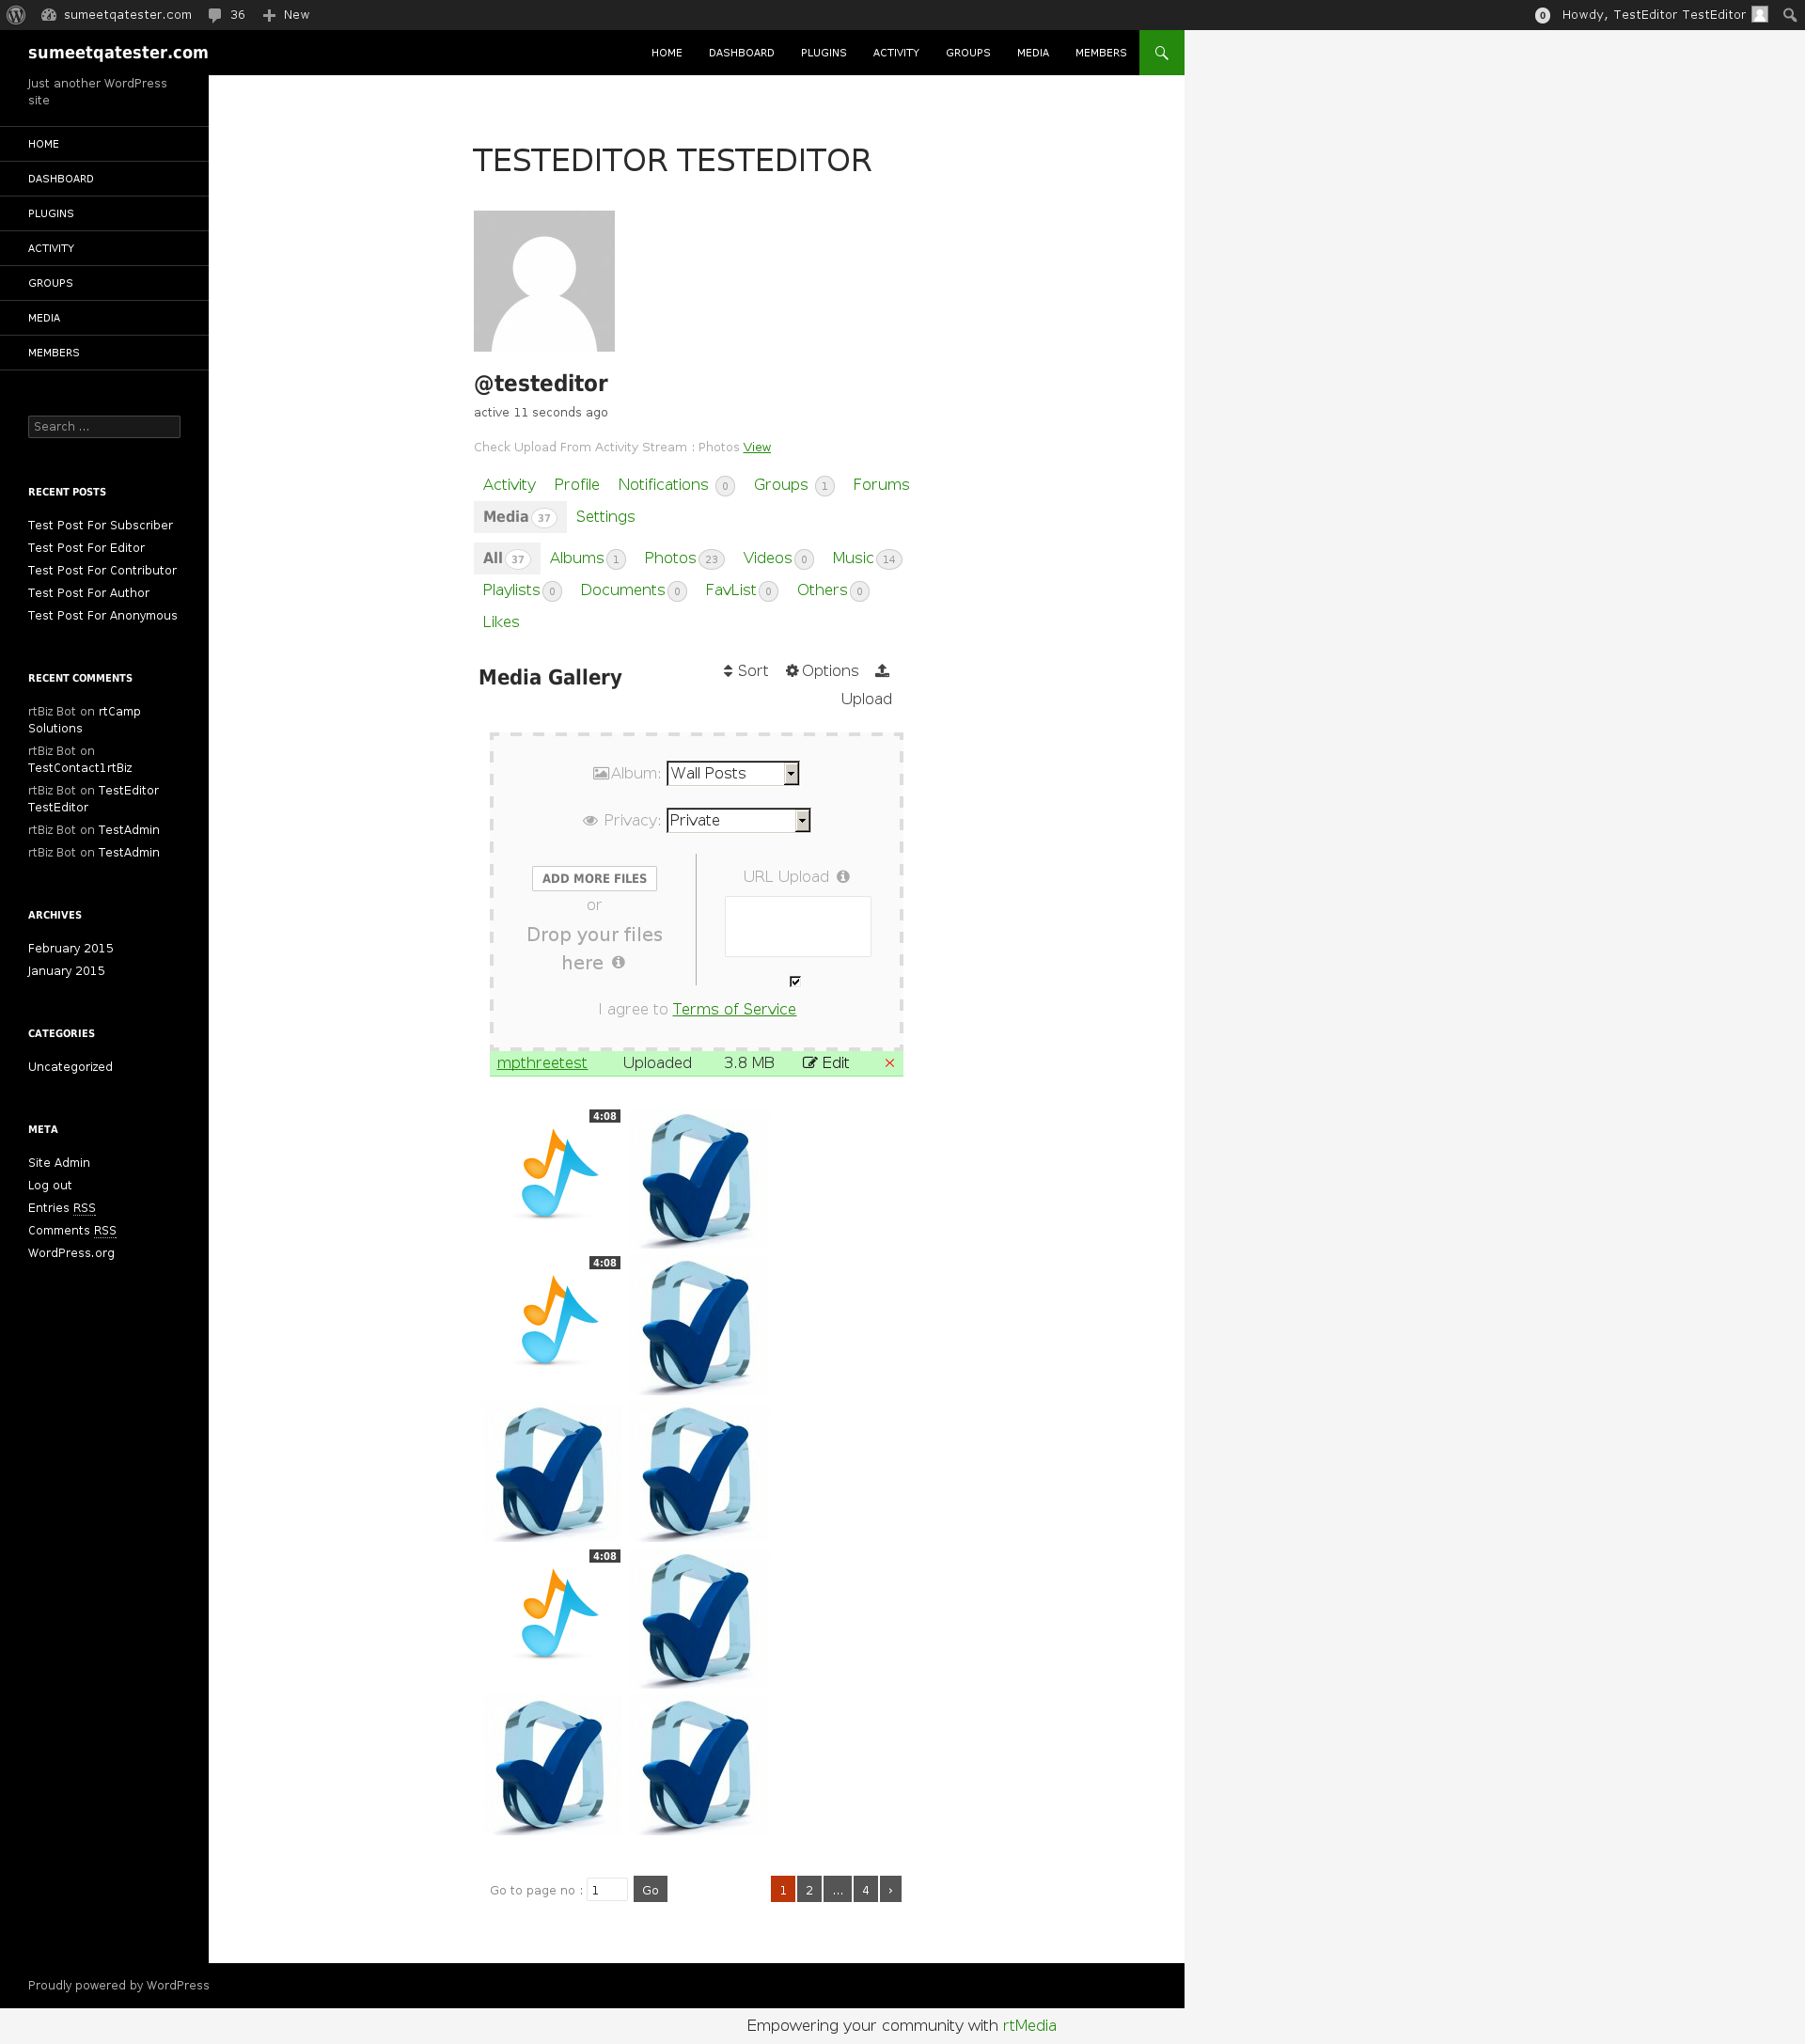 sumeetqatester.com 36 New 0 Howdy, TestEditor TestEditor
sumeetqatester.com
HOME DASHBOARD PLUGINS ACTIVITY GROUPS MEDIA MEMBERS
Just another WordPress
site
HOME
DASHBOARD
PLUGINS
ACTIVITY
GROUPS
MEDIA
MEMBERS
Search ...
RECENT POSTS
Test Post For Subscriber
Test Post For Editor
Test Post For Contributor
Test Post For Author
Test Post For Anonymous
RECENT COMMENTS
rtBiz Bot on rtCamp
Solutions
rtBiz Bot on
TestContact1rtBiz
rtBiz Bot on TestEditor
TestEditor
rtBiz Bot on TestAdmin
rtBiz Bot on TestAdmin
ARCHIVES
February 2015
January 2015
CATEGORIES
Uncategorized
META
Site Admin
Log out
Entries RSS
Comments RSS
WordPress.org
TESTEDITOR TESTEDITOR
@testeditor
active 11 seconds ago
Check Upload From Activity Stream : Photos View
Activity Profile Notifications 0 Groups 1 Forums
Media 37 Settings
All 37 Albums 1 Photos 23 Videos 0 Music 14
Playlists 0 Documents 0 FavList 0 Others 0
Likes
Media Gallery
Sort Options
Upload
Album: Wall Posts
Privacy: Private
ADD MORE FILES
or
Drop your files
here
URL Upload
I agree to Terms of Service
mpthreetest Uploaded 3.8 MB Edit ×
4:08
4:08
4:08
Go to page no : 1 Go 1 2 ... 4 ›
Proudly powered by WordPress
Empowering your community with rtMedia